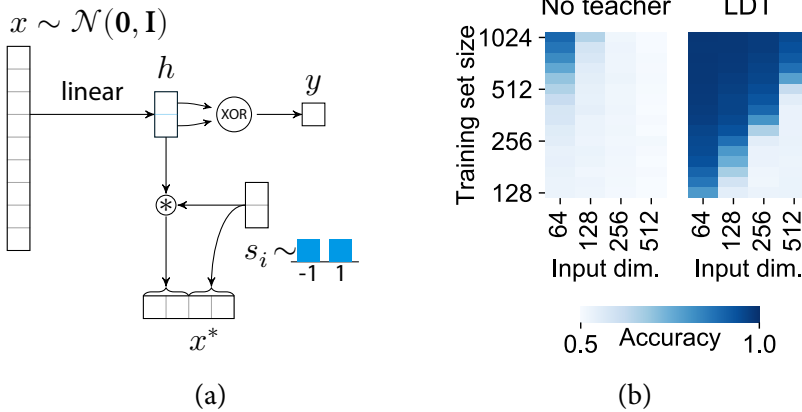 x ∼ 𝒩(𝟎, 𝐈)
linear
h
XOR
y
*
s_i ∼
-1 1
x*
(a)
No teacher LDT
Training set size
1024
512
256
128
64 128 256 512 64 128 256 512
Input dim. Input dim.
0.5 Accuracy 1.0
(b)